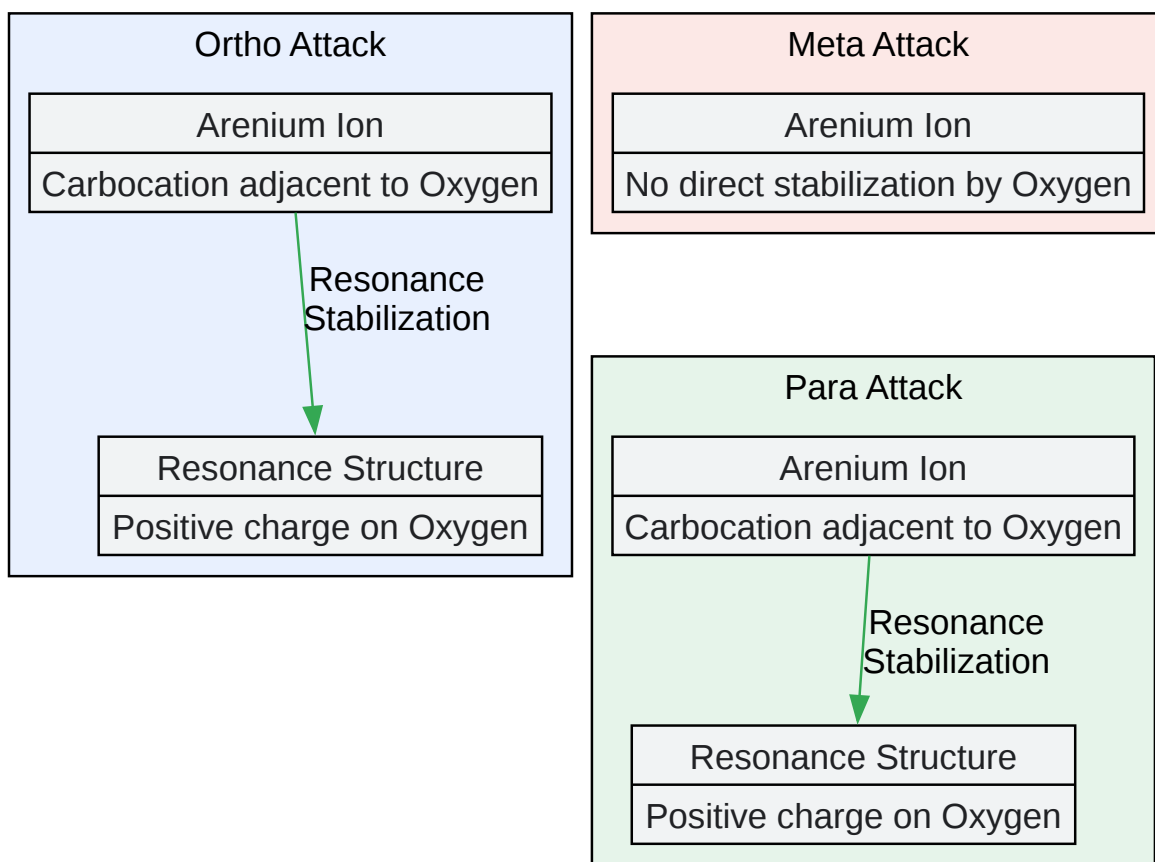 Ortho Attack
Arenium Ion
Carbocation adjacent to Oxygen
Resonance
Stabilization
Resonance Structure
Positive charge on Oxygen
Meta Attack
Arenium Ion
No direct stabilization by Oxygen
Para Attack
Arenium Ion
Carbocation adjacent to Oxygen
Resonance
Stabilization
Resonance Structure
Positive charge on Oxygen